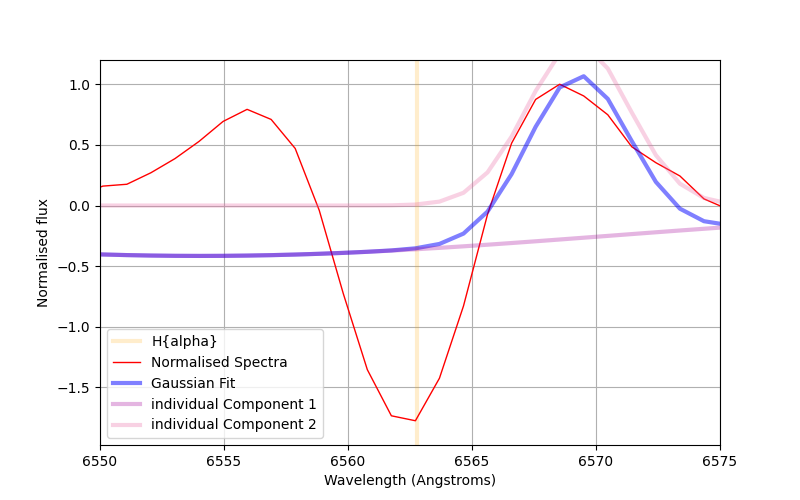 1.0
0.5
0.0
−0.5
−1.0
−1.5
Normalised flux
H{alpha}
Normalised Spectra
Gaussian Fit
individual Component 1
individual Component 2
6550 6555 6560 6565 6570 6575
Wavelength (Angstroms)